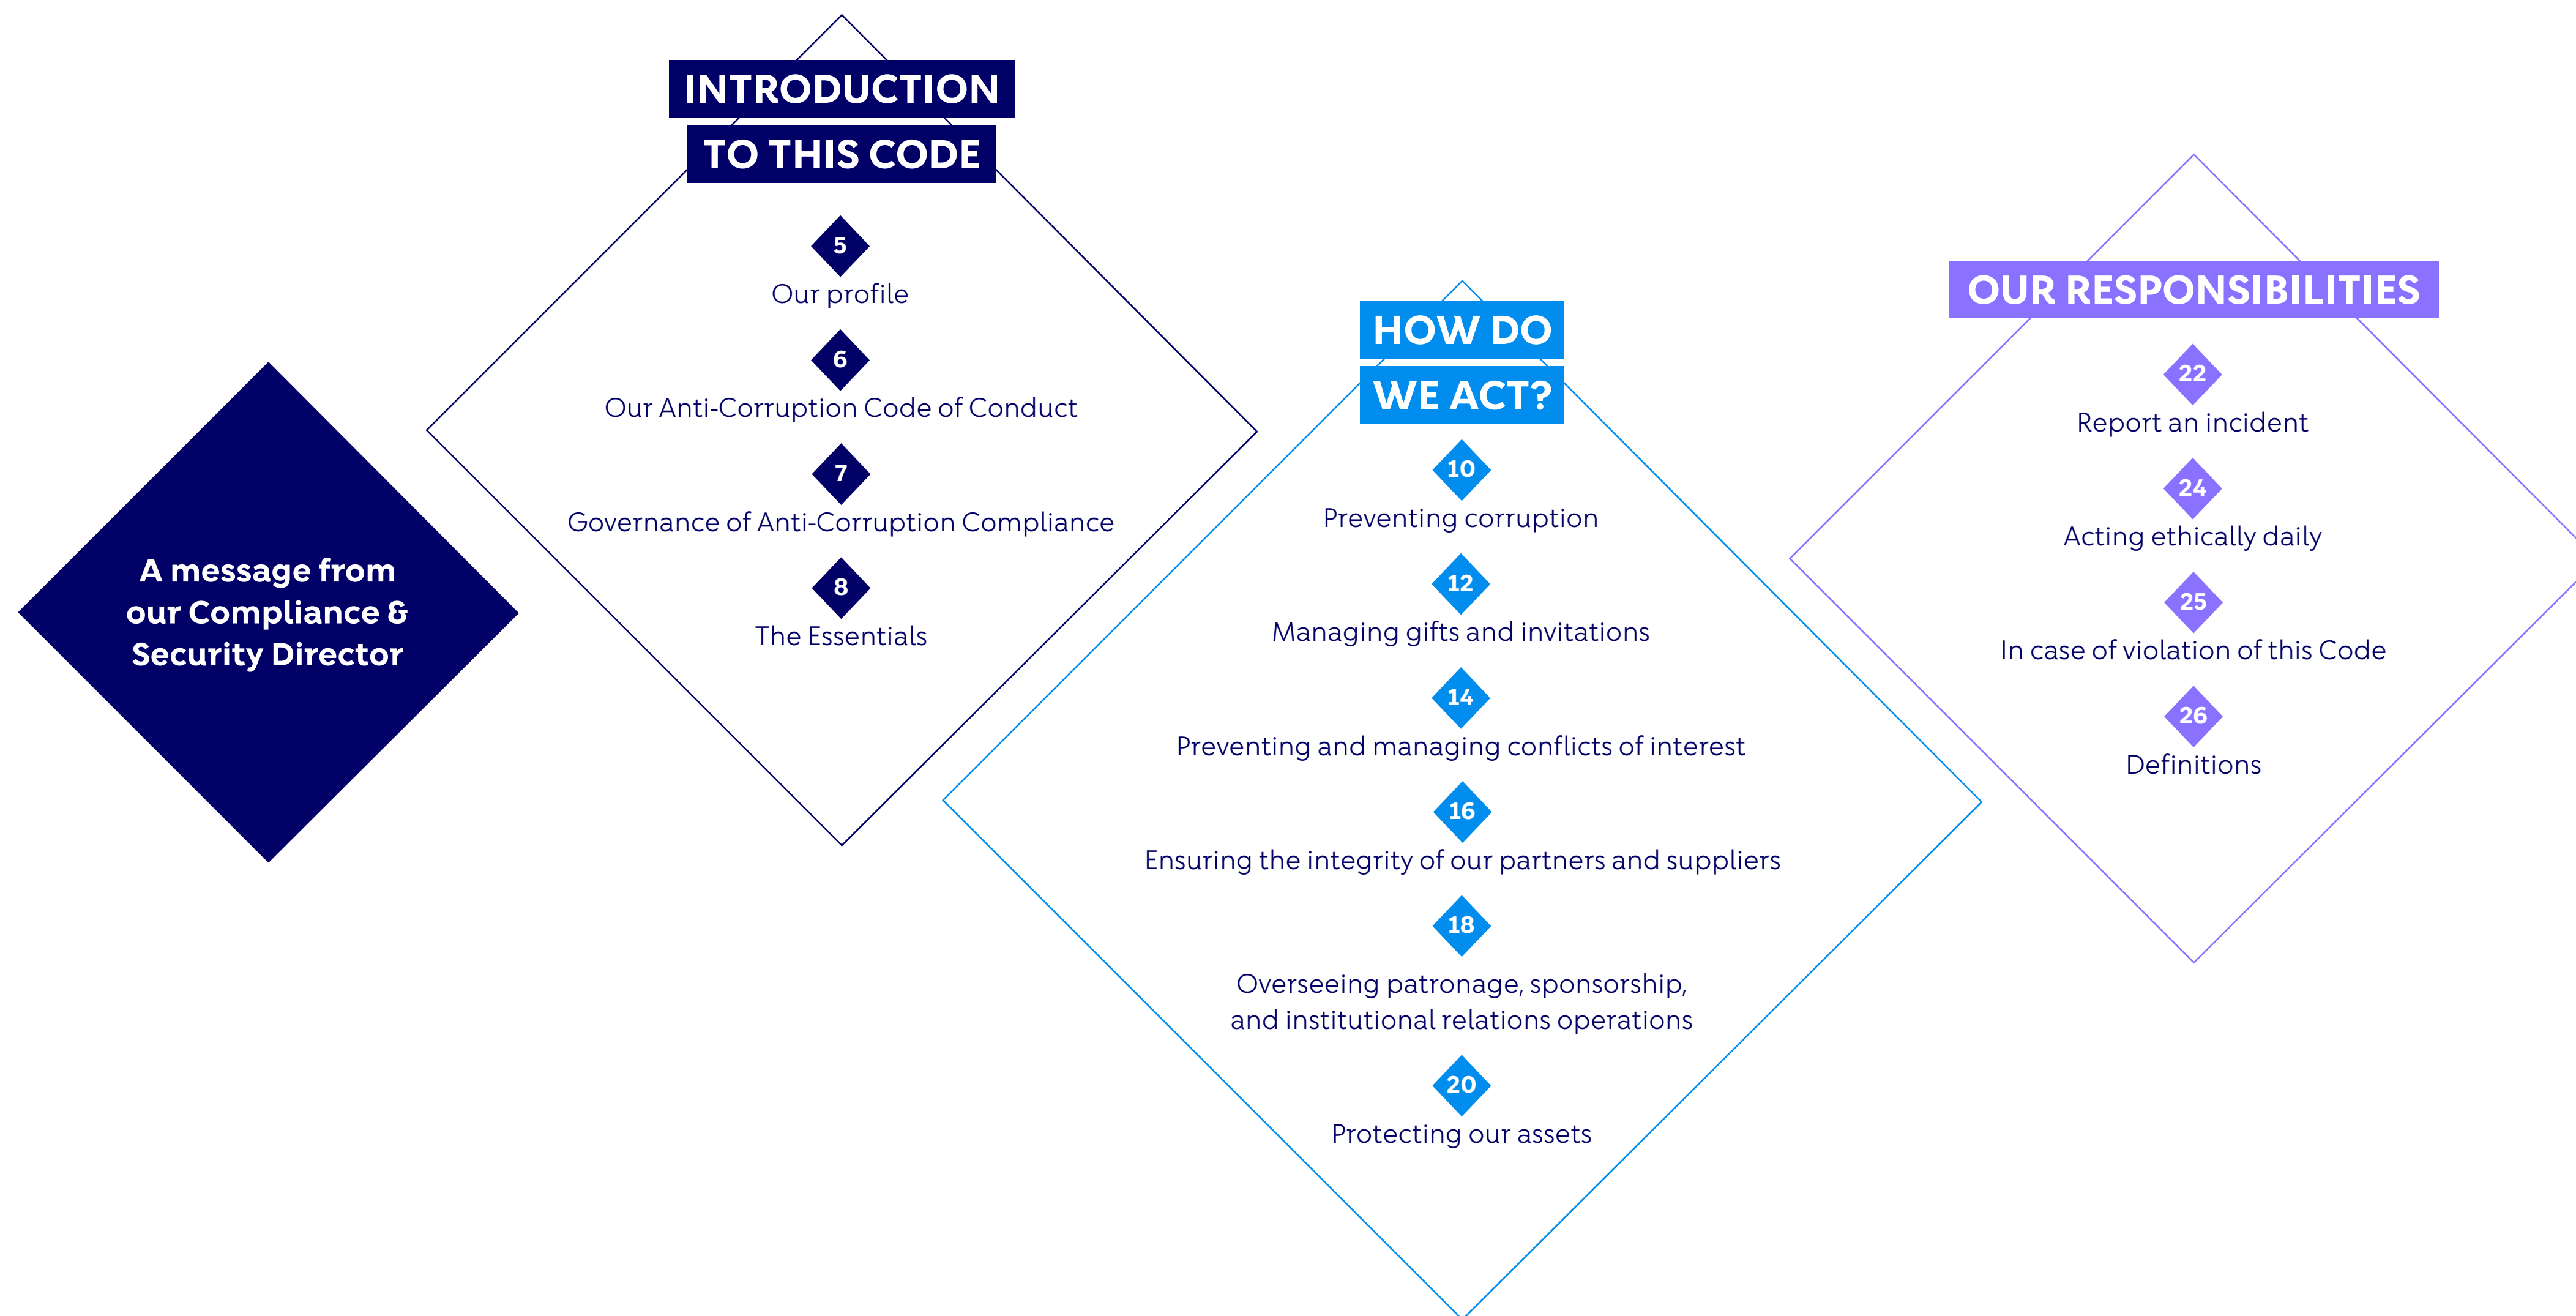 A message from
our Compliance &
Security Director
INTRODUCTION
TO THIS CODE
5
Our profile
6
Our Anti-Corruption Code of Conduct
7
Governance of Anti-Corruption Compliance
8
The Essentials
HOW DO
WE ACT?
10
Preventing corruption
12
Managing gifts and invitations
14
Preventing and managing conflicts of interest
16
Ensuring the integrity of our partners and suppliers
18
Overseeing patronage, sponsorship,
and institutional relations operations
20
Protecting our assets
OUR RESPONSIBILITIES
22
Report an incident
24
Acting ethically daily
25
In case of violation of this Code
26
Definitions